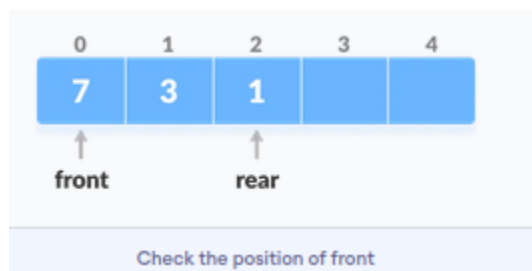 0 1 2 3 4
7 3 1
front rear
Check the position of front